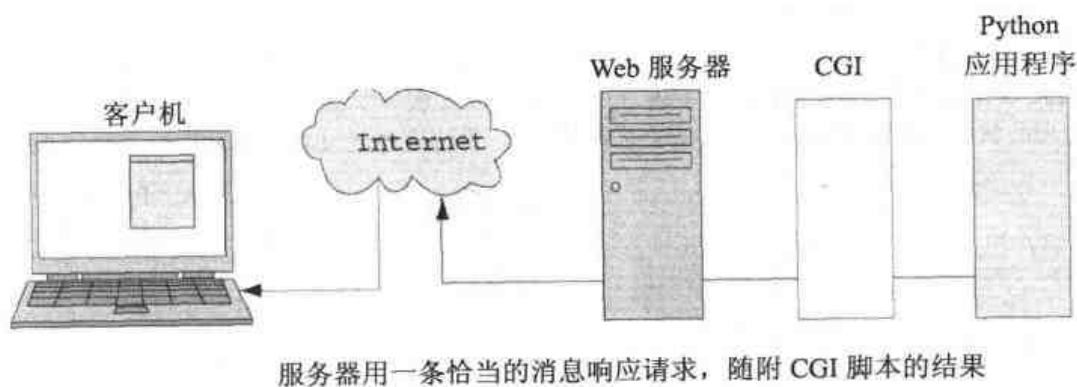 Python
应用程序
Web 服务器
CGI
客户机
Internet
服务器用一条恰当的消息响应请求，随附 CGI 脚本的结果